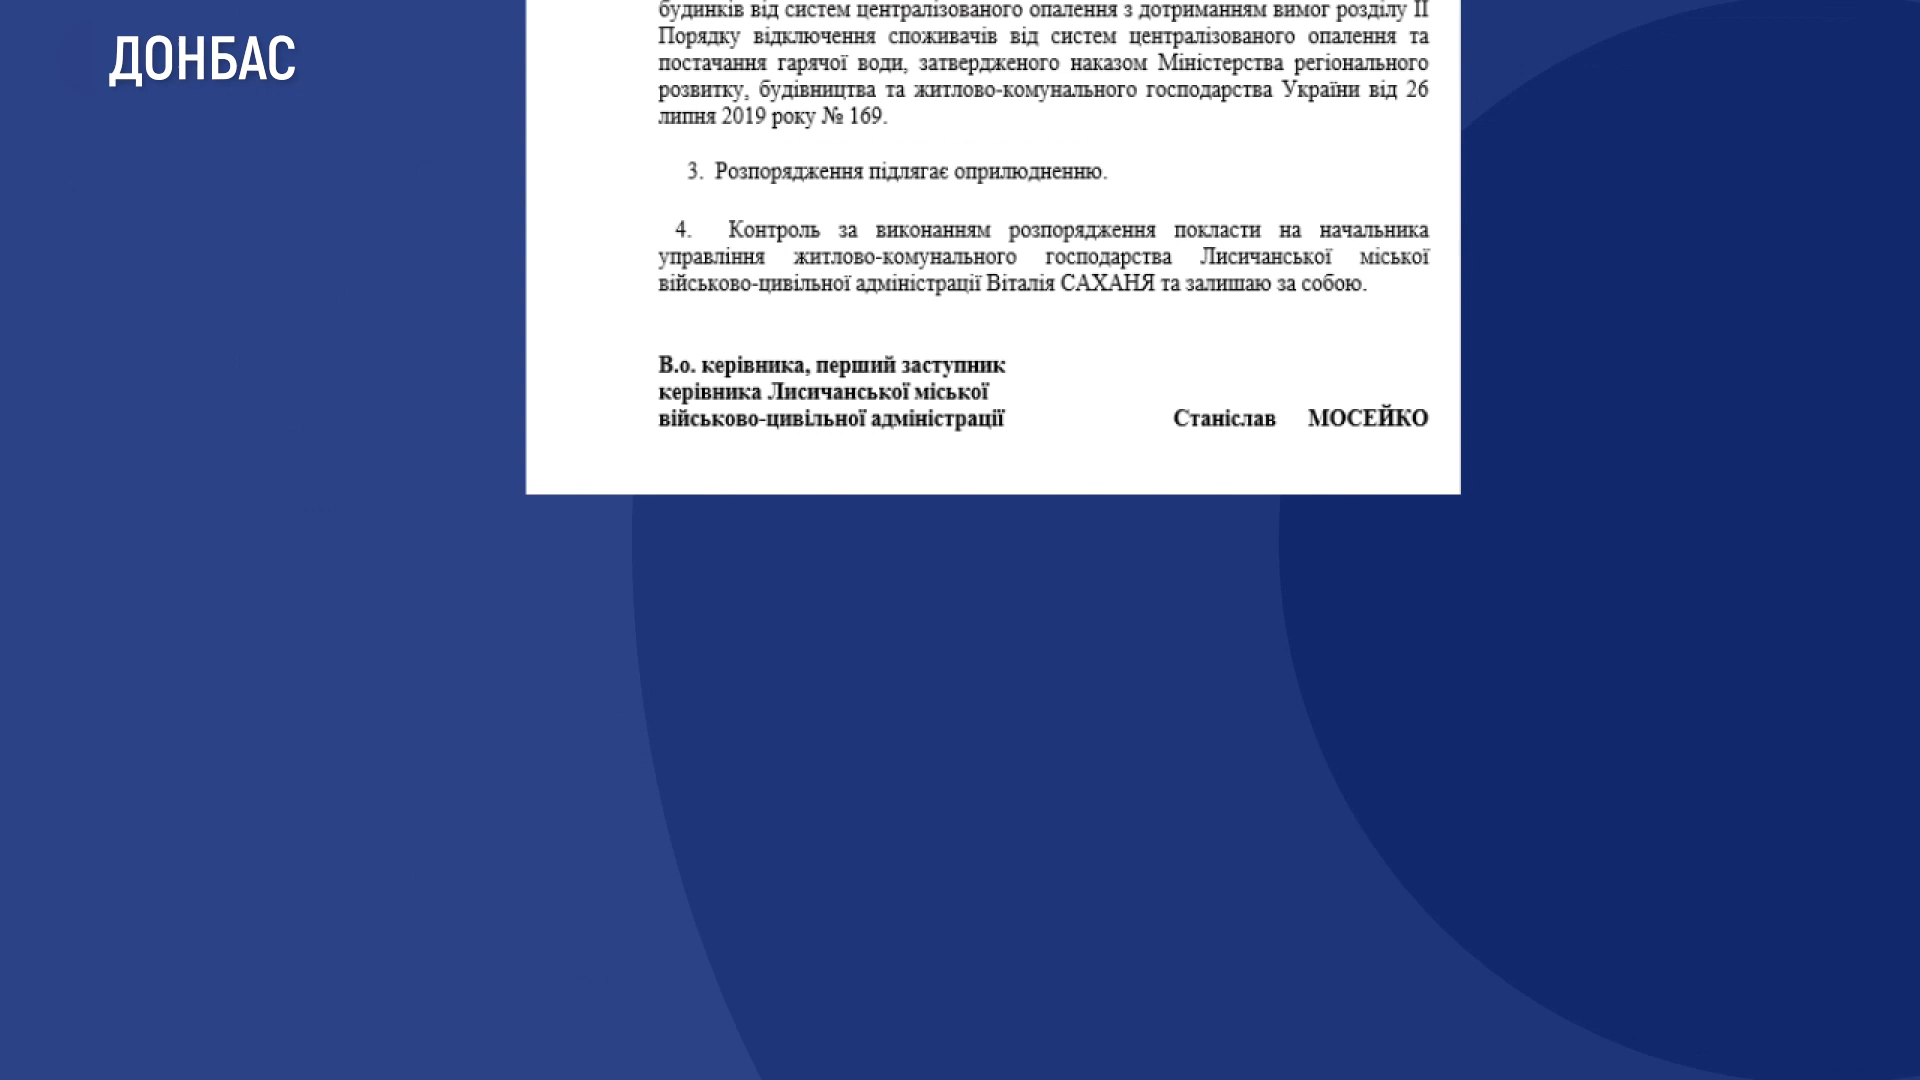 ДОНБАС
будинків від систем централізованого опалення з дотриманням вимог розділу ІІ
Порядку відключення споживачів від систем централізованого опалення та
постачання гарячої води, затвердженого наказом Міністерства регіонального
розвитку, будівництва та житлово-комунального господарства України від 26
липня 2019 року № 169.
3. Розпорядження підлягає оприлюдненню.
4. Контроль за виконанням розпорядження покласти на начальника
управління житлово-комунального господарства Лисичанської міської
військово-цивільної адміністрації Віталія САХАНЯ та залишаю за собою.
В.о. керівника, перший заступник
керівника Лисичанської міської
військово-цивільної адміністрації Станіслав МОСЕЙКО